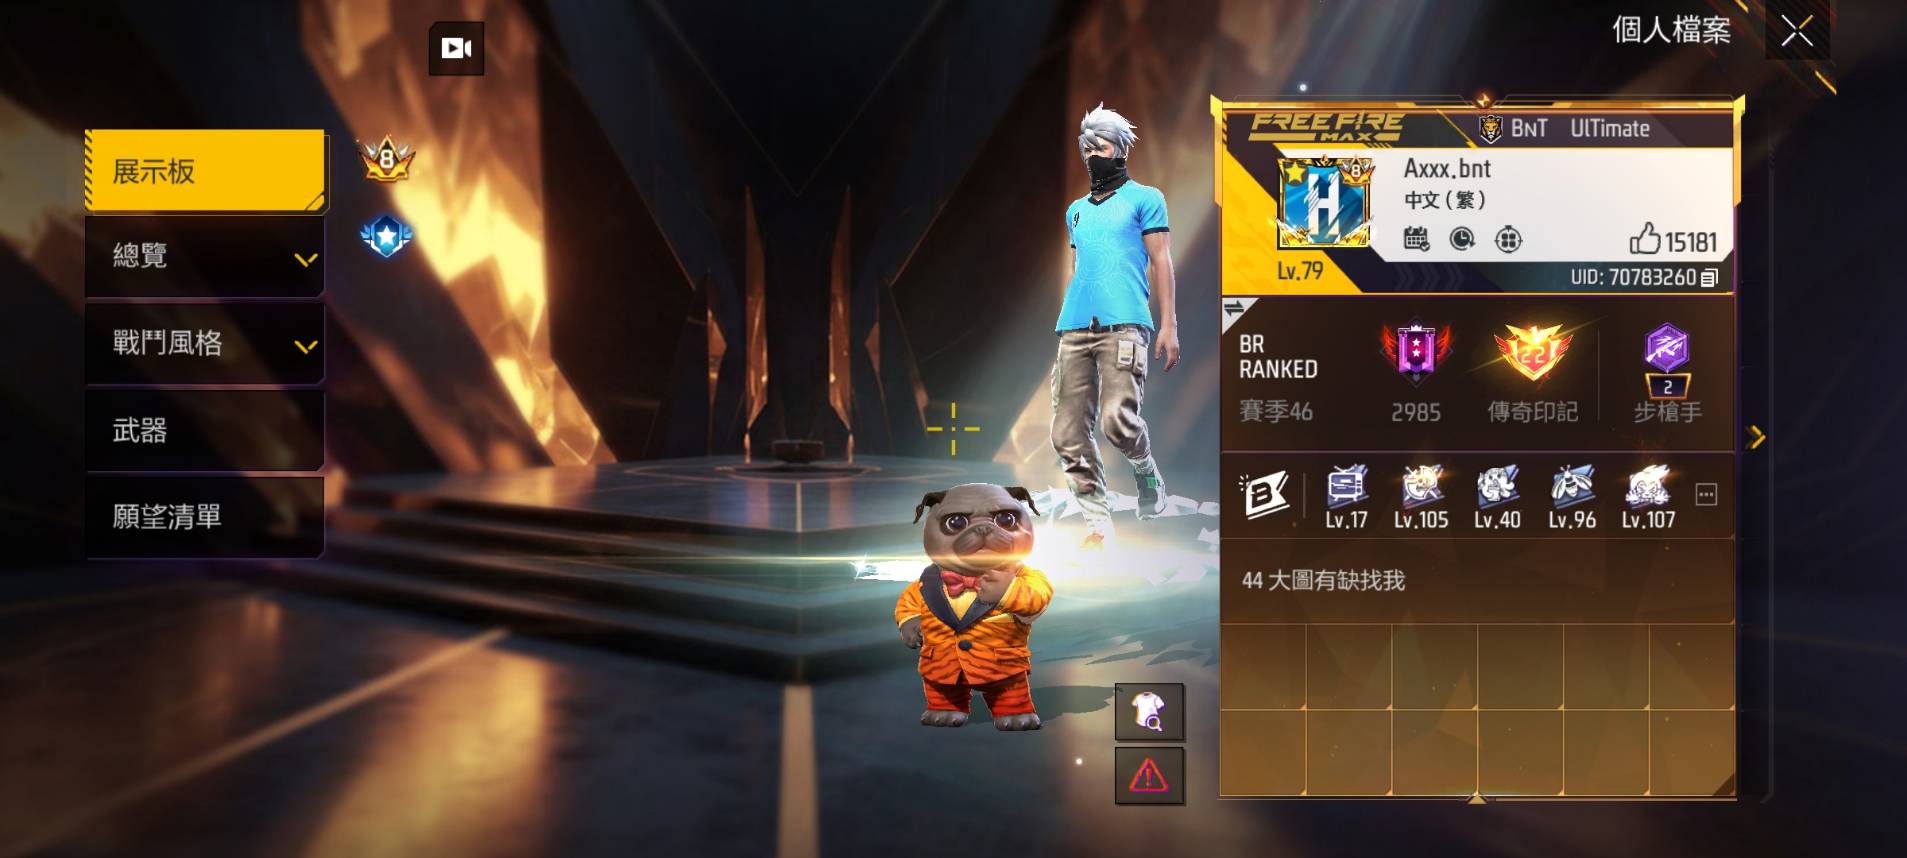 個人檔案
展示板
總覽
戰鬥風格
武器
願望清單
8
FREE FIRE
MAX
BNT UlTimate
8
H
Axxx.bnt
中文 (繁)
15181
Lv.79
UID: 70783260
BR
RANKED
賽季46
2985
22
傳奇印記
2
步槍手
B
Lv.17
Lv.105
Lv.40
Lv.96
Lv.107
44 大圖有缺找我